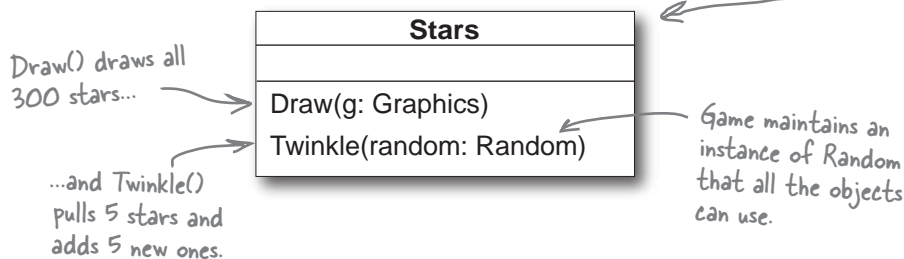 Stars
Draw() draws all
300 stars...
Draw(g: Graphics)
Twinkle(random: Random)
...and Twinkle()
pulls 5 stars and
adds 5 new ones.
Game maintains an
instance of Random
that all the objects
can use.